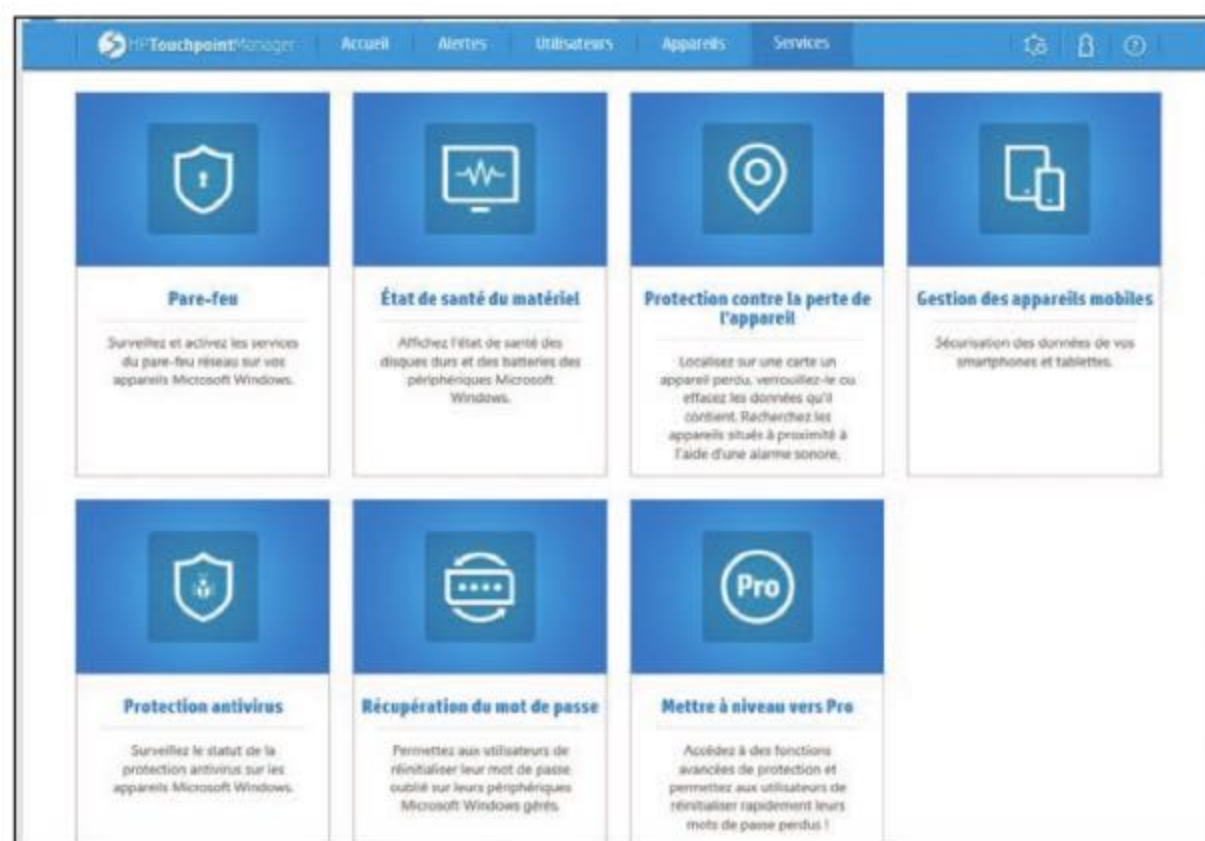 HP TouchpointManager
Accueil
Alertes
Utilisateurs
Appareils
Services
Pare-feu
Surveillez et activez les services
du pare-feu réseau sur vos
appareils Microsoft Windows.
État de santé du matériel
Affichez l'état de santé des
disques durs et des batteries des
périphériques Microsoft
Windows.
Protection contre la perte de
l'appareil
Localisez sur une carte un
appareil perdu, verrouillez-le ou
effacez les données qu'il
contient. Recherchez les
appareils situés à proximité à
l'aide d'une alarme sonore.
Gestion des appareils mobiles
Sécurisation des données de vos
smartphones et tablettes.
Protection antivirus
Surveillez le statut de la
protection antivirus sur les
appareils Microsoft Windows.
Récupération du mot de passe
Permettez aux utilisateurs de
réinitialiser leur mot de passe
oublié sur leurs périphériques
Microsoft Windows gérés.
Pro
Mettre à niveau vers Pro
Accédez à des fonctions
avancées de protection et
permettez aux utilisateurs de
réinitialiser rapidement leurs
mots de passe perdus !